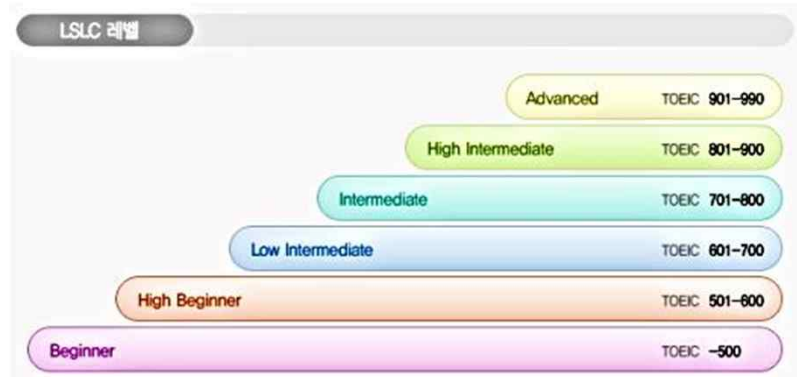 LSLC 레벨
Advanced TOEIC 901-990
High Intermediate TOEIC 801-900
Intermediate TOEIC 701-800
Low Intermediate TOEIC 601-700
High Beginner TOEIC 501-600
Beginner TOEIC -500